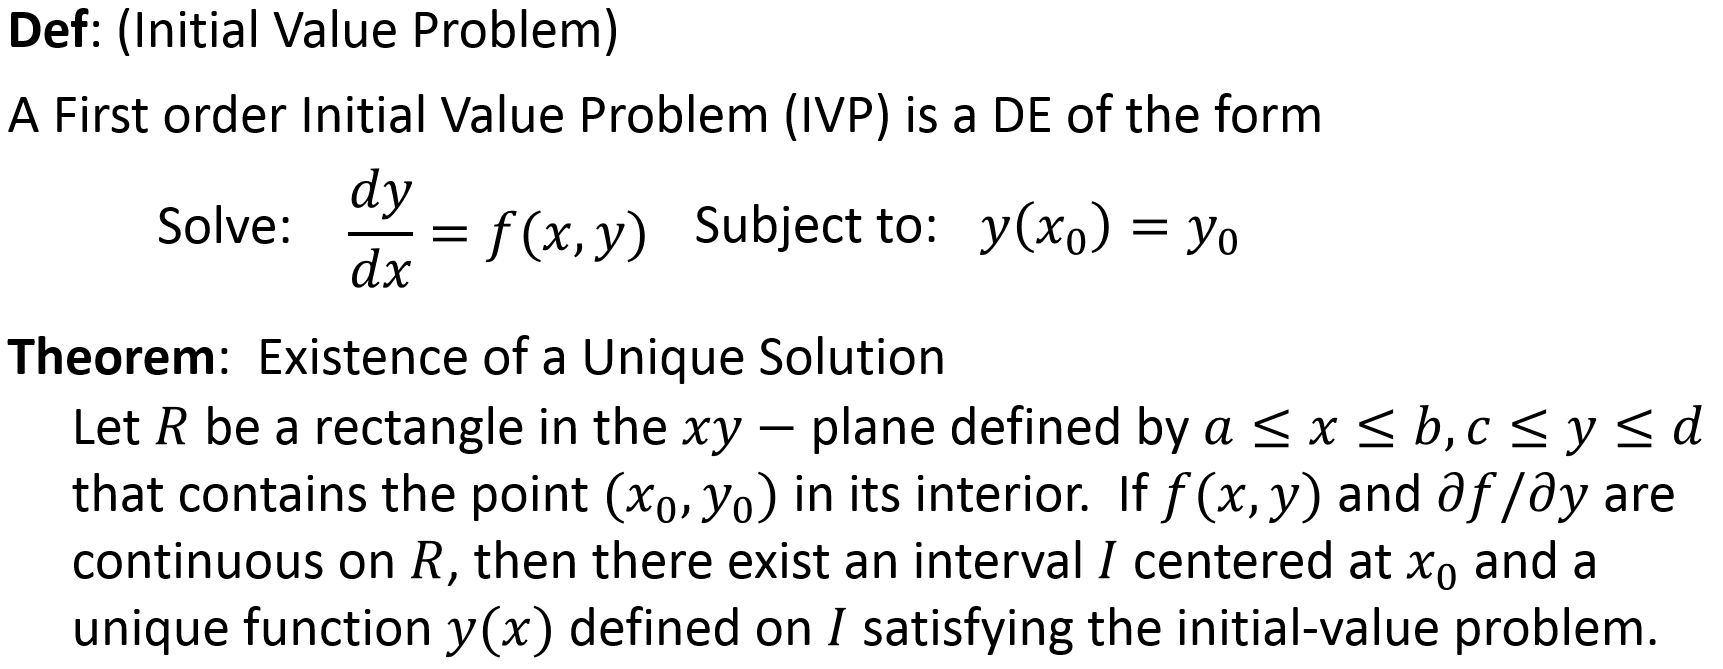 Def: (Initial Value Problem)
A First order Initial Value Problem (IVP) is a DE of the form
Solve: dy/dx = f(x, y) Subject to: y(x₀) = y₀
Theorem: Existence of a Unique Solution
Let R be a rectangle in the xy − plane defined by a ≤ x ≤ b, c ≤ y ≤ d
that contains the point (x₀, y₀) in its interior. If f(x, y) and ∂f/∂y are
continuous on R, then there exist an interval I centered at x₀ and a
unique function y(x) defined on I satisfying the initial-value problem.